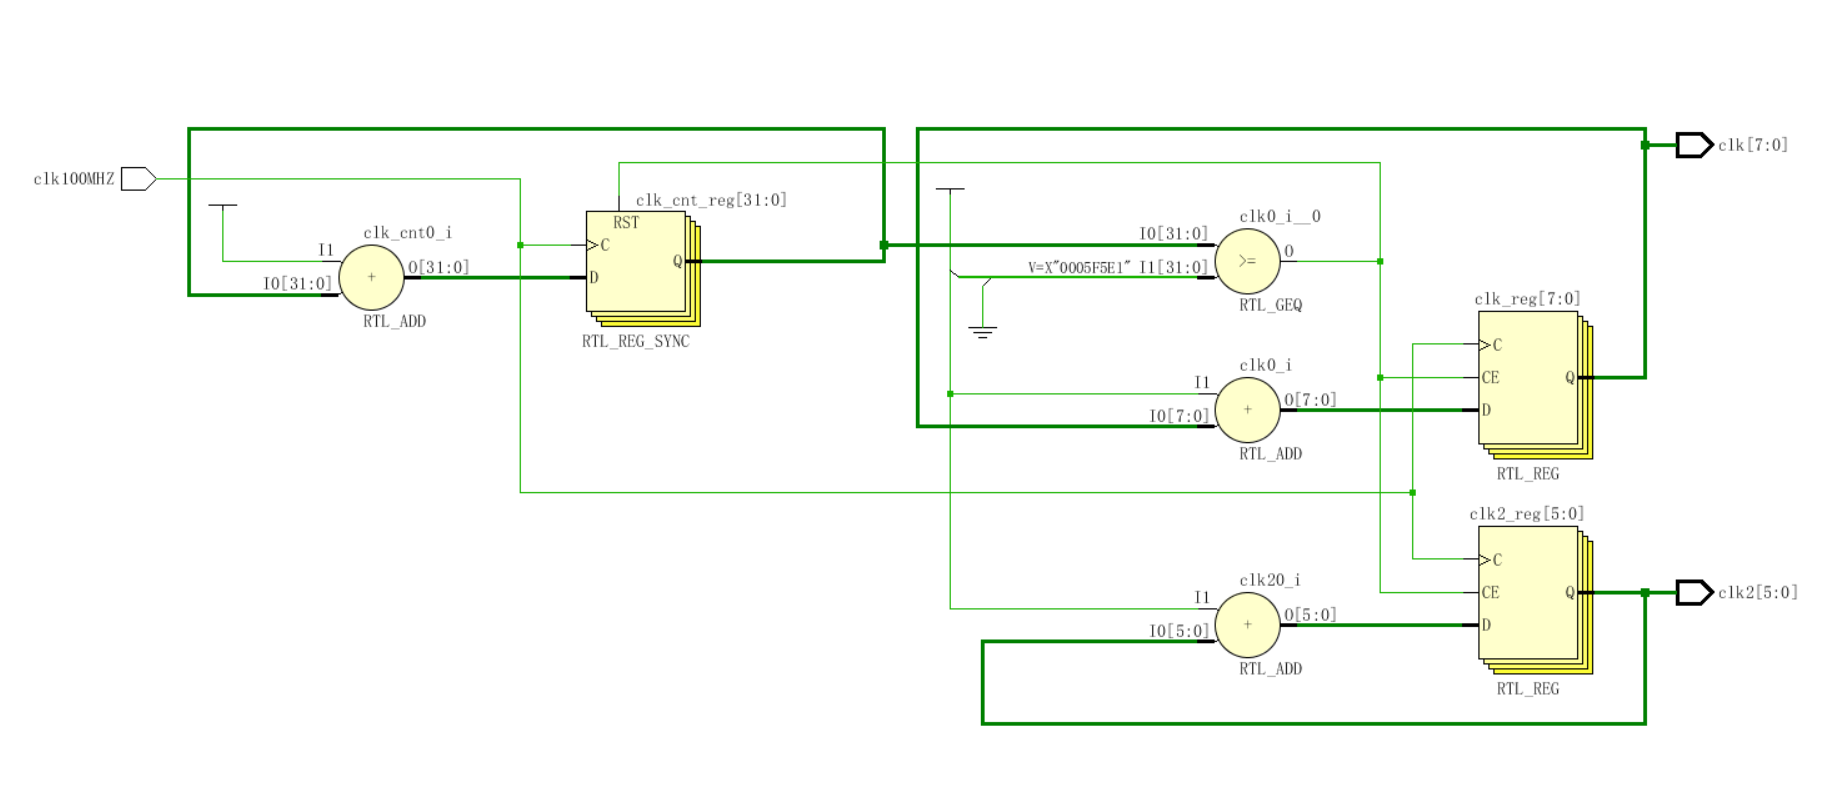 clk100MHZ
clk_cnt0_i
I1
I0[31:0]
+
O[31:0]
RTL_ADD
clk_cnt_reg[31:0]
RST
C
D
Q
RTL_REG_SYNC
clk0_i__0
I0[31:0]
V=X"0005F5E1" I1[31:0]
>=
O
RTL_GEQ
clk0_i
I1
I0[7:0]
+
O[7:0]
RTL_ADD
clk_reg[7:0]
C
CE
D
Q
RTL_REG
clk[7:0]
clk20_i
I1
I0[5:0]
+
O[5:0]
RTL_ADD
clk2_reg[5:0]
C
CE
D
Q
RTL_REG
clk2[5:0]